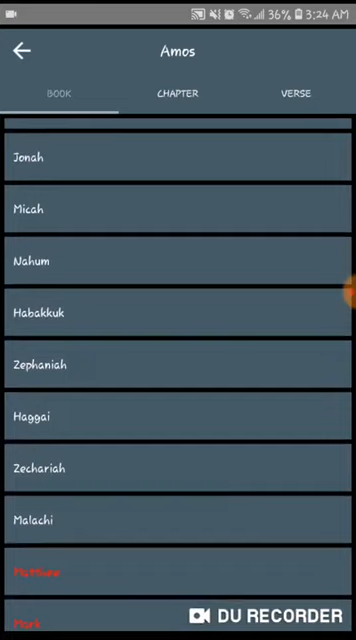 36% 3:24 AM
Amos
BOOK CHAPTER VERSE
Jonah
Micah
Nahum
Habakkuk
Zephaniah
Haggai
Zechariah
Malachi
Matthew
Mark
DU RECORDER